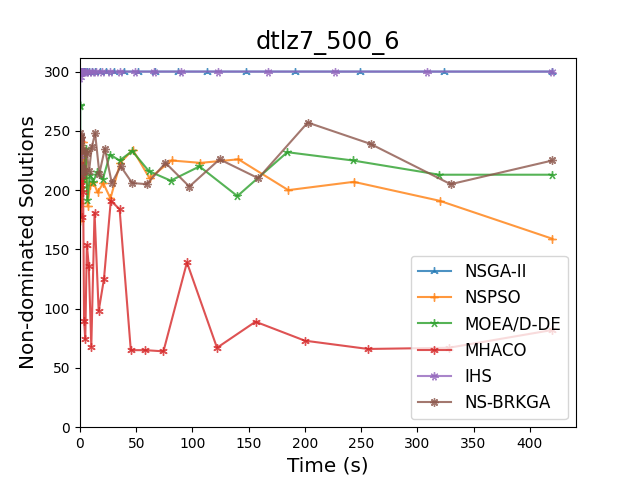 dtlz7_500_6
Non-dominated Solutions
300
250
200
150
100
50
0
0 50 100 150 200 250 300 350 400
Time (s)
NSGA-II
NSPSO
MOEA/D-DE
MHACO
IHS
NS-BRKGA